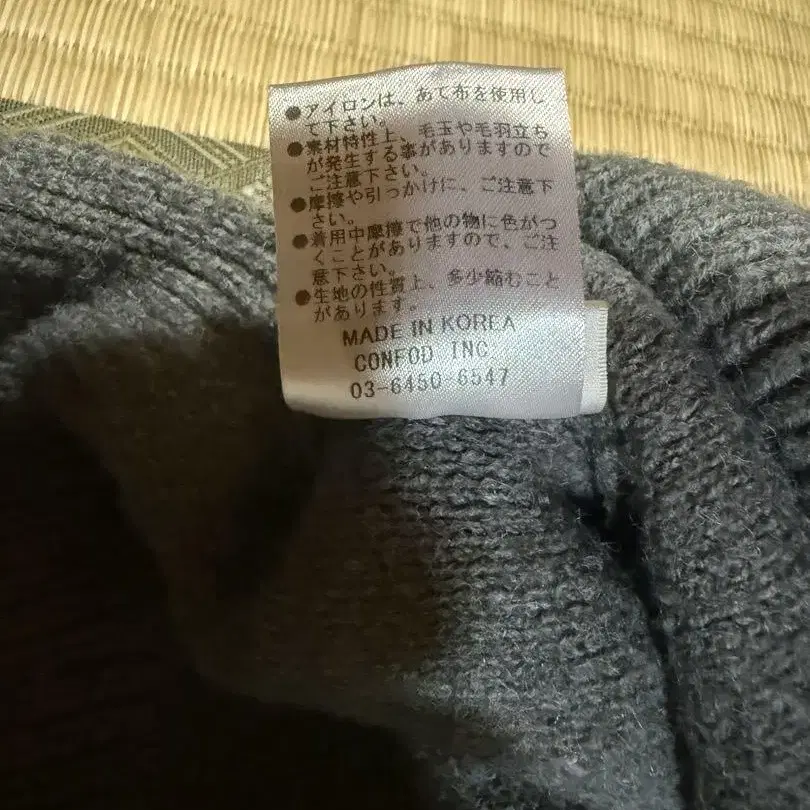 ●アイロンは、あて布を使用し
て下さい。
●素材特性上、毛玉や毛羽立ち
が発生する事がありますので
ご注意下さい。
●摩擦や引っかけに、ご注意下
さい。
●着用中摩擦で他の物に色がつ
くことがありますので、ご注
意下さい。
●生地の性質上、多少縮むこと
があります。
MADE IN KOREA
CONFOD INC.
03-6450-6547